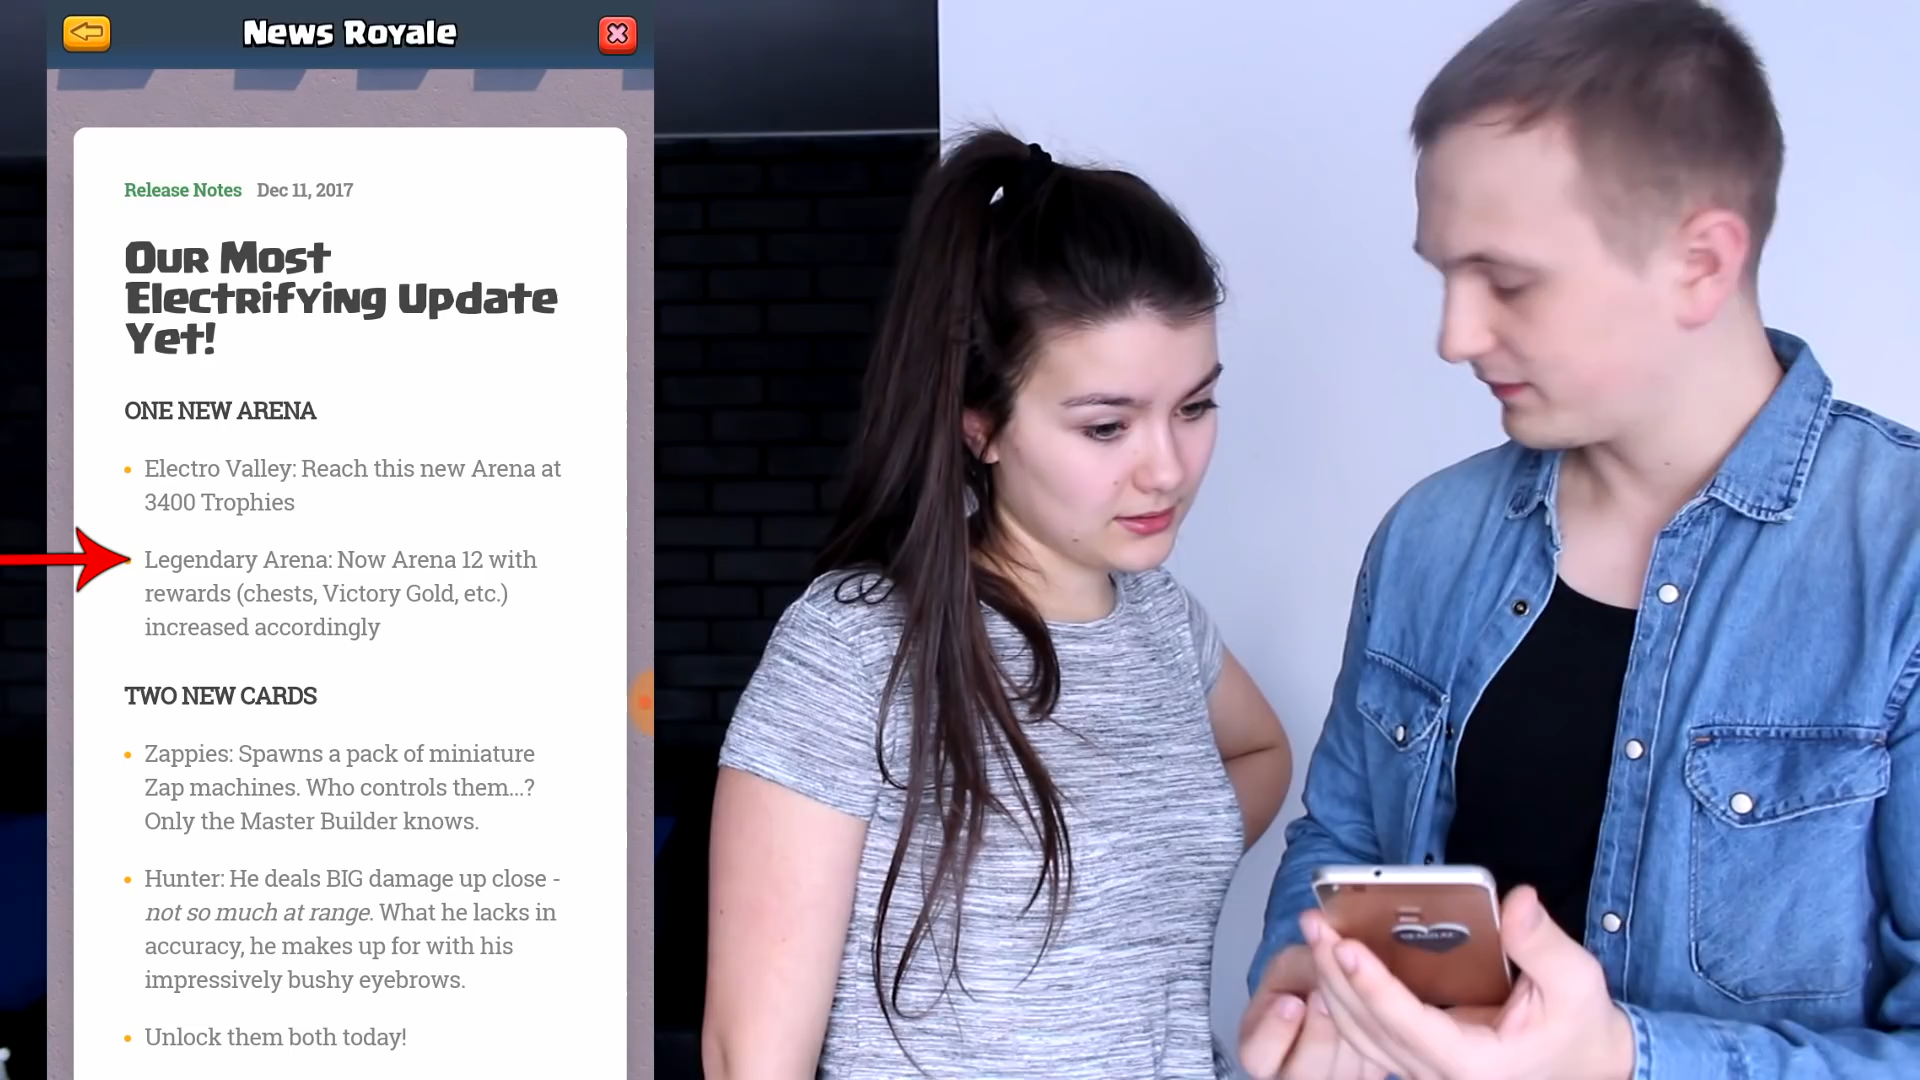 News Royale
Release Notes Dec 11, 2017
Our Most
Electrifying Update
Yet!
ONE NEW ARENA
Electro Valley: Reach this new Arena at
3400 Trophies
Legendary Arena: Now Arena 12 with
rewards (chests, Victory Gold, etc.)
increased accordingly
TWO NEW CARDS
Zappies: Spawns a pack of miniature
Zap machines. Who controls them...?
Only the Master Builder knows.
Hunter: He deals BIG damage up close -
not so much at range. What he lacks in
accuracy, he makes up for with his
impressively bushy eyebrows.
Unlock them both today!